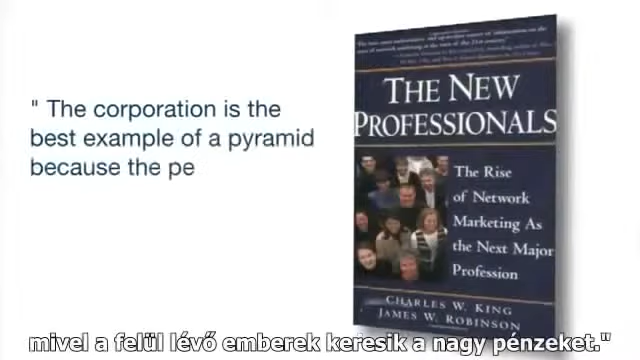 " The corporation is the
best example of a pyramid
because the pe
THE NEW
PROFESSIONALS
The Rise
of Network
Marketing As
the Next Major
Profession
CHARLES W. KING
JAMES W. ROBINSON
mivel a felül lévő emberek keresik a nagy pénzeket."